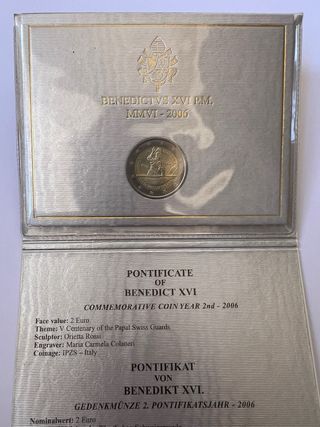 BENEDICTVS XVI P.M.
MMVI - 2006
PONTIFICATE
OF
BENEDICT XVI
COMMEMORATIVE COIN YEAR 2nd - 2006
Face value: 2 Euro
Theme: V Centenary of the Papal Swiss Guards
Sculptor: Orietta Rossi
Engraver: Maria Carmela Colaneri
Coinage: IPZS – Italy
PONTIFIKAT
VON
BENEDIKT XVI.
GEDENKMÜNZE 2. PONTIFIKATSJAHR - 2006
Nominalwert: 2 Euro